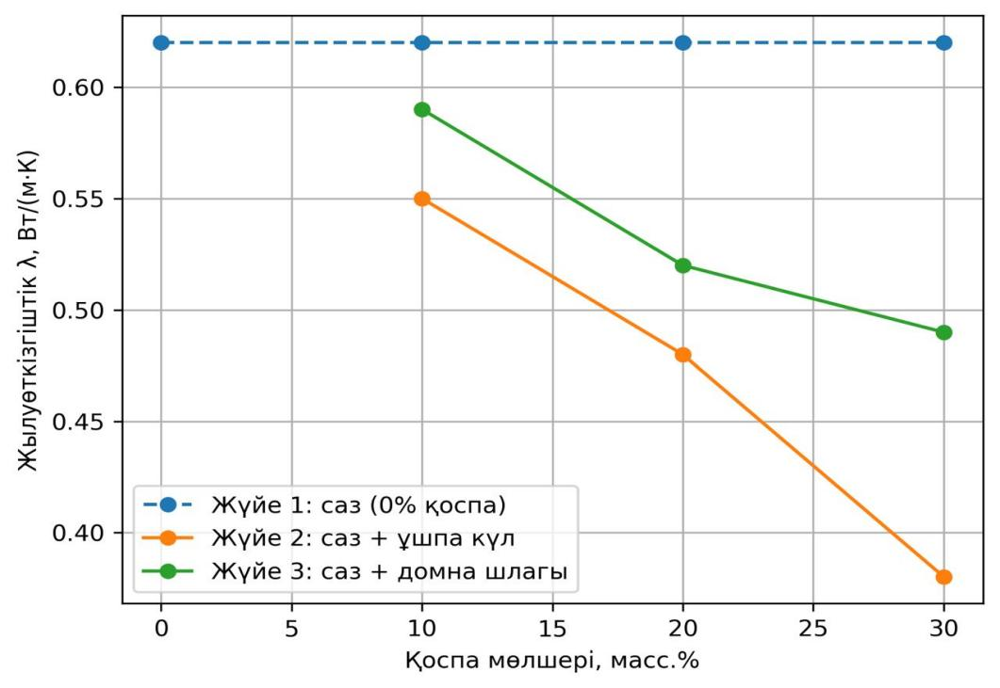 0.60
0.55
0.50
0.45
0.40
Жылуөткізгіштік λ, Вт/(м·К)
Жүйе 1: саз (0% қоспа)
Жүйе 2: саз + ұшпа күл
Жүйе 3: саз + домна шлагы
0 5 10 15 20 25 30
Қоспа мөлшері, масс.%